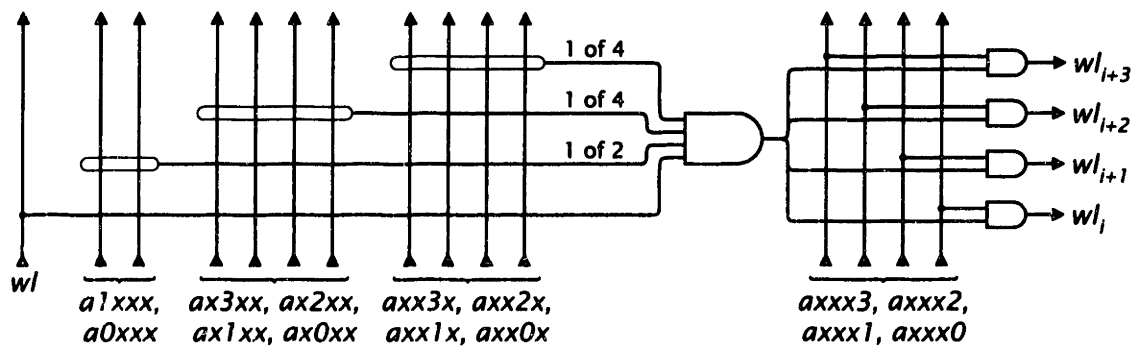 1 of 4
wl_{i+3}
1 of 4
wl_{i+2}
1 of 2
wl_{i+1}
wl_i
wl
a1xxx,
a0xxx
ax3xx, ax2xx,
ax1xx, ax0xx
axx3x, axx2x,
axx1x, axx0x
axxx3, axxx2,
axxx1, axxx0